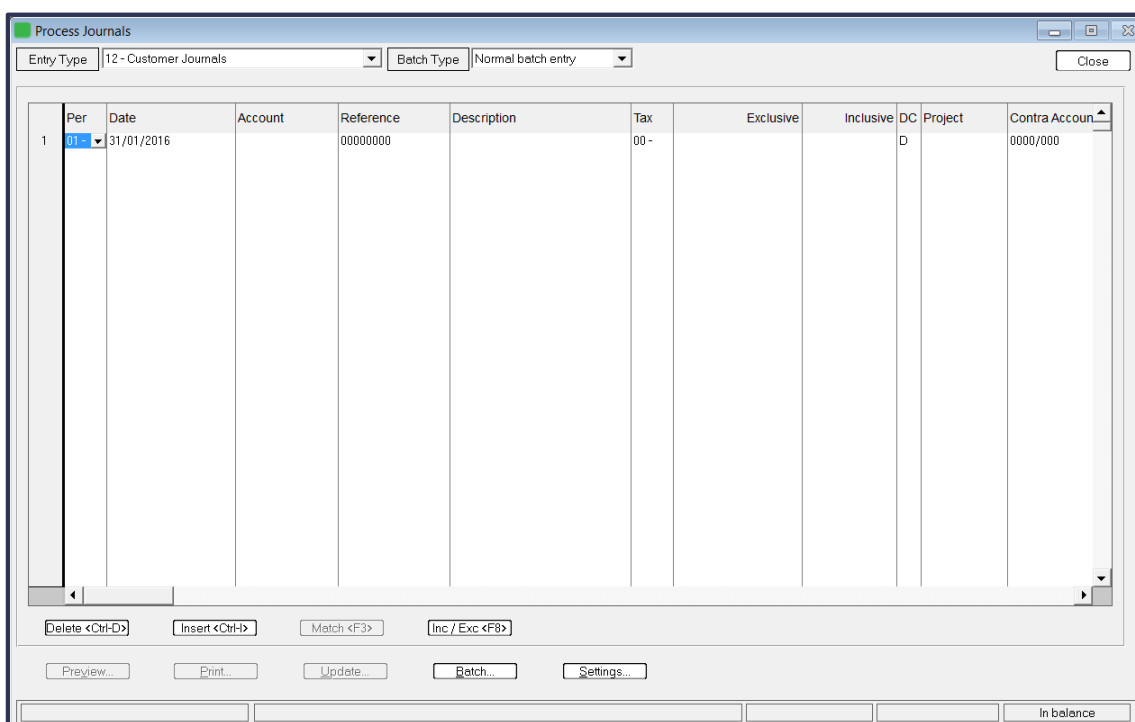 Process Journals
Entry Type 12 - Customer Journals Batch Type Normal batch entry Close
Per Date Account Reference Description Tax Exclusive Inclusive DC Project Contra Accoun
1 01 - 31/01/2016 00000000 00 - D 0000/000
Delete <Ctrl-D> Insert <Ctrl-I> Match <F3> Inc / Exc <F8>
Preview... Print... Update... Batch... Settings...
In balance